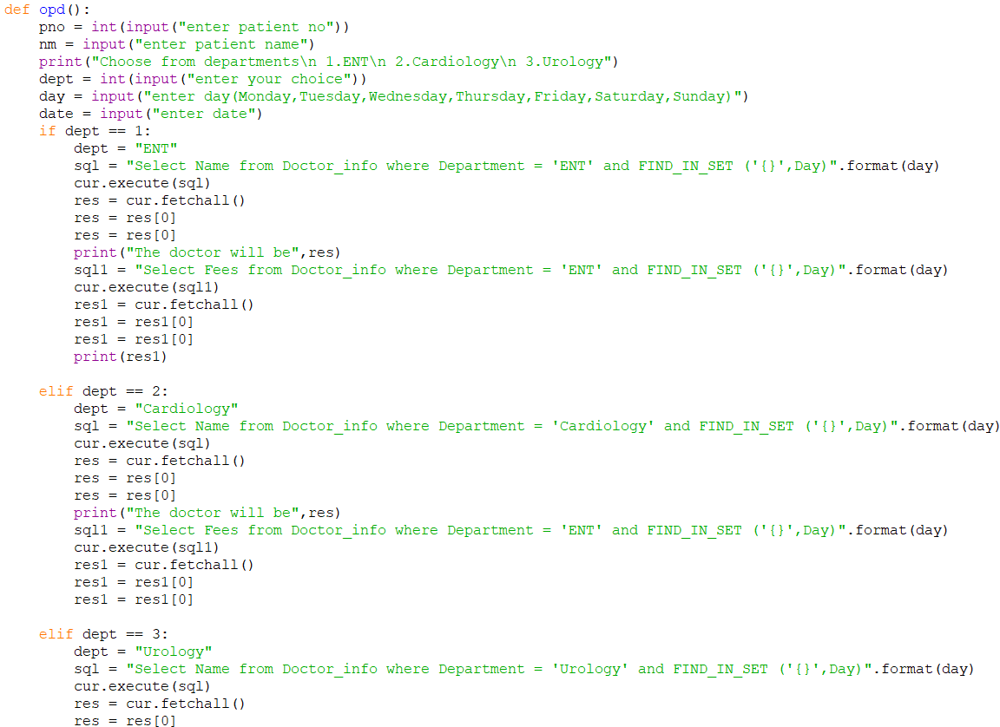 def opd():
    pno = int(input("enter patient no"))
    nm = input("enter patient name")
    print("Choose from departments\n 1.ENT\n 2.Cardiology\n 3.Urology")
    dept = int(input("enter your choice"))
    day = input("enter day(Monday,Tuesday,Wednesday,Thursday,Friday,Saturday,Sunday)")
    date = input("enter date")
    if dept == 1:
        dept = "ENT"
        sql = "Select Name from Doctor_info where Department = 'ENT' and FIND_IN_SET ('{}',Day)".format(day)
        cur.execute(sql)
        res = cur.fetchall()
        res = res[0]
        res = res[0]
        print("The doctor will be",res)
        sql1 = "Select Fees from Doctor_info where Department = 'ENT' and FIND_IN_SET ('{}',Day)".format(day)
        cur.execute(sql1)
        res1 = cur.fetchall()
        res1 = res1[0]
        res1 = res1[0]
        print(res1)

    elif dept == 2:
        dept = "Cardiology"
        sql = "Select Name from Doctor_info where Department = 'Cardiology' and FIND_IN_SET ('{}',Day)".format(day)
        cur.execute(sql)
        res = cur.fetchall()
        res = res[0]
        res = res[0]
        print("The doctor will be",res)
        sql1 = "Select Fees from Doctor_info where Department = 'ENT' and FIND_IN_SET ('{}',Day)".format(day)
        cur.execute(sql1)
        res1 = cur.fetchall()
        res1 = res1[0]
        res1 = res1[0]

    elif dept == 3:
        dept = "Urology"
        sql = "Select Name from Doctor_info where Department = 'Urology' and FIND_IN_SET ('{}',Day)".format(day)
        cur.execute(sql)
        res = cur.fetchall()
        res = res[0]